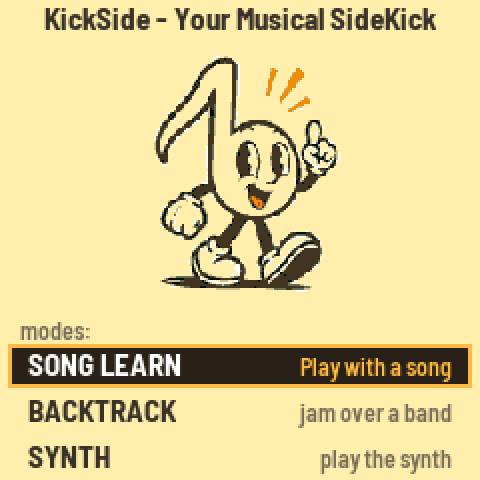 KickSide - Your Musical SideKick
modes:
SONG LEARN Play with a song
BACKTRACK jam over a band
SYNTH play the synth